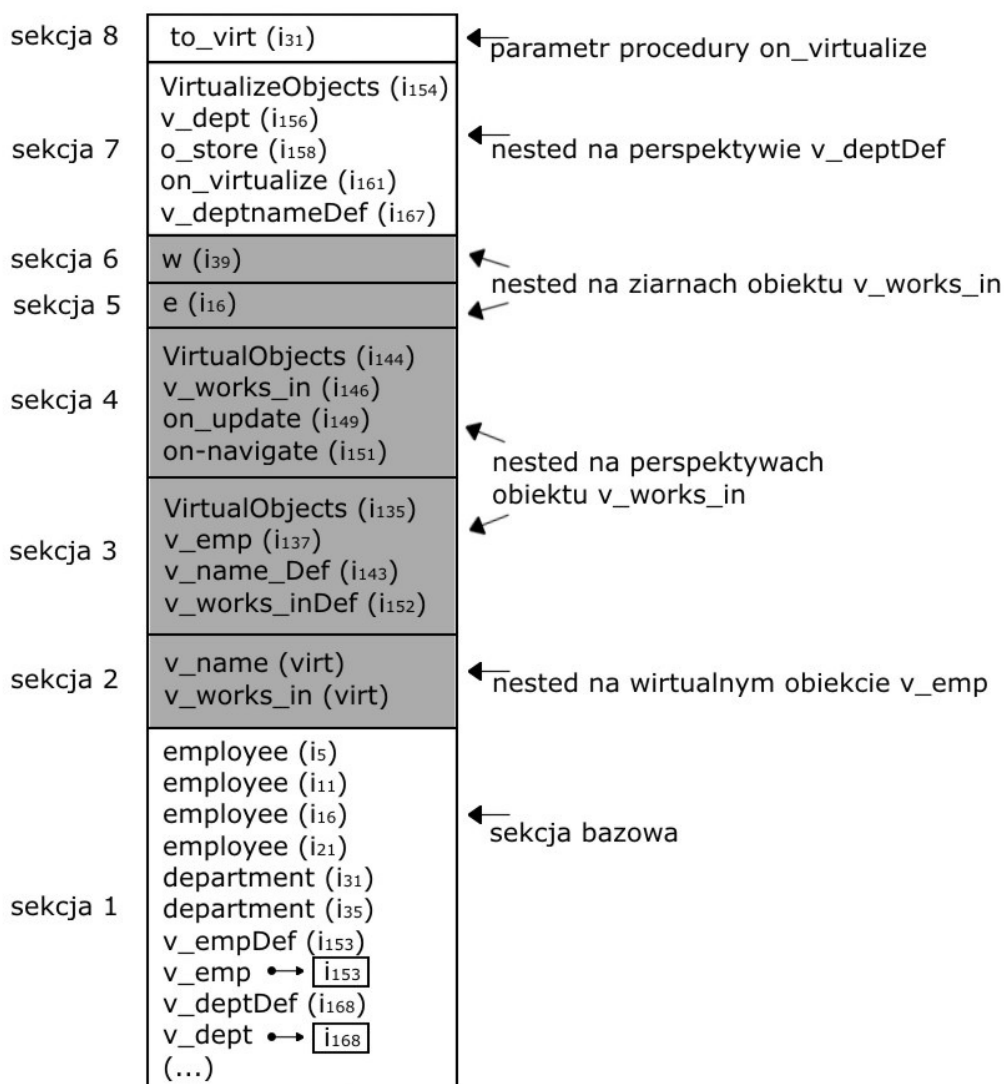 sekcja 8
to_virt (i31)
parametr procedury on_virtualize
sekcja 7
VirtualizeObjects (i154)
v_dept (i156)
o_store (i158)
on_virtualize (i161)
v_deptnameDef (i167)
nested na perspektywie v_deptDef
sekcja 6
w (i39)
sekcja 5
e (i16)
nested na ziarnach obiektu v_works_in
sekcja 4
VirtualObjects (i144)
v_works_in (i146)
on_update (i149)
on-navigate (i151)
nested na perspektywach
obiektu v_works_in
sekcja 3
VirtualObjects (i135)
v_emp (i137)
v_name_Def (i143)
v_works_inDef (i152)
sekcja 2
v_name (virt)
v_works_in (virt)
nested na wirtualnym obiekcie v_emp
sekcja 1
employee (i5)
employee (i11)
employee (i16)
employee (i21)
department (i31)
department (i35)
v_empDef (i153)
v_emp i153
v_deptDef (i168)
v_dept i168
(...)
sekcja bazowa